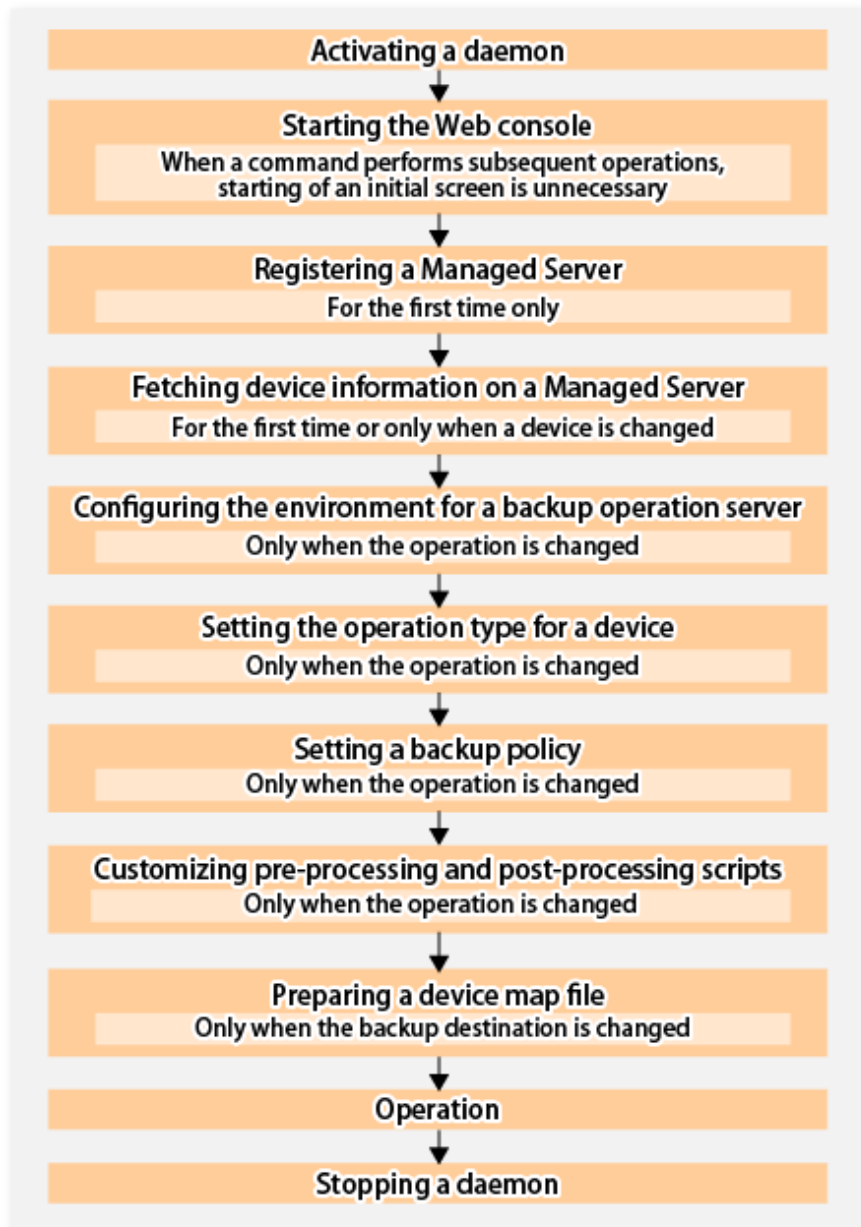 Activating a daemon
Starting the Web console
When a command performs subsequent operations,
starting of an initial screen is unnecessary
Registering a Managed Server
For the first time only
Fetching device information on a Managed Server
For the first time or only when a device is changed
Configuring the environment for a backup operation server
Only when the operation is changed
Setting the operation type for a device
Only when the operation is changed
Setting a backup policy
Only when the operation is changed
Customizing pre-processing and post-processing scripts
Only when the operation is changed
Preparing a device map file
Only when the backup destination is changed
Operation
Stopping a daemon